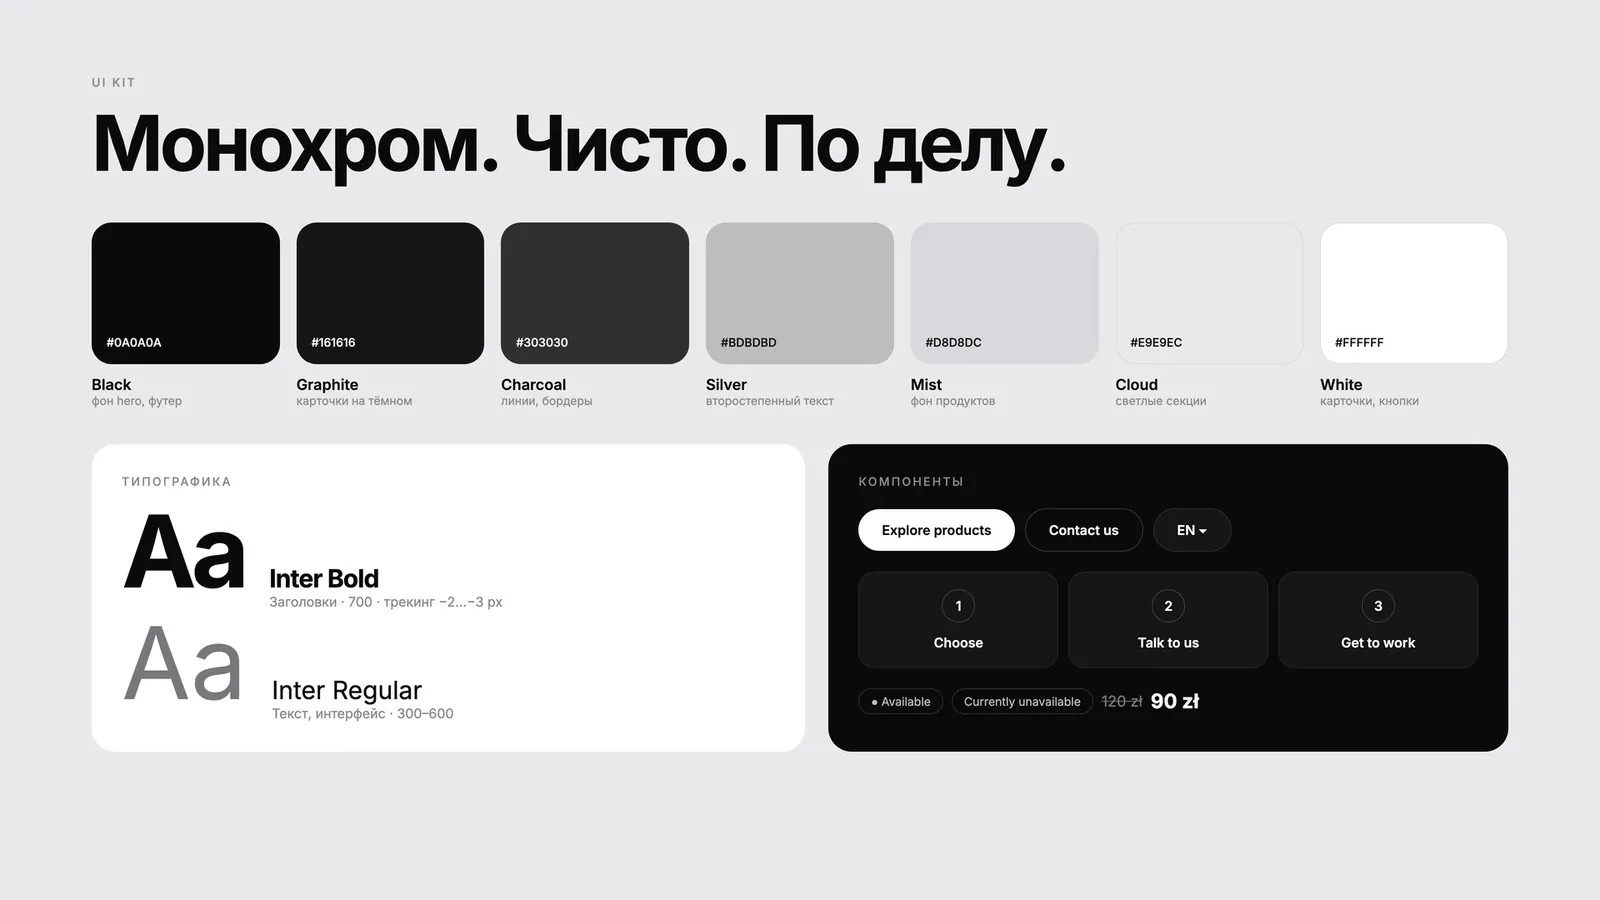 UI KIT
Монохром. Чисто. По делу.
#0A0A0A
#161616
#303030
#BDBDBD
#D8D8DC
#E9E9EC
#FFFFFF
Black
фон hero, футер
Graphite
карточки на тёмном
Charcoal
линии, бордеры
Silver
второстепенный текст
Mist
фон продуктов
Cloud
светлые секции
White
карточки, кнопки
ТИПОГРАФИКА
Aa
Inter Bold
Заголовки · 700 · трекинг −2…−3 px
Aa
Inter Regular
Текст, интерфейс · 300–600
КОМПОНЕНТЫ
Explore products
Contact us
EN
1
Choose
2
Talk to us
3
Get to work
Available
Currently unavailable
120 zł
90 zł